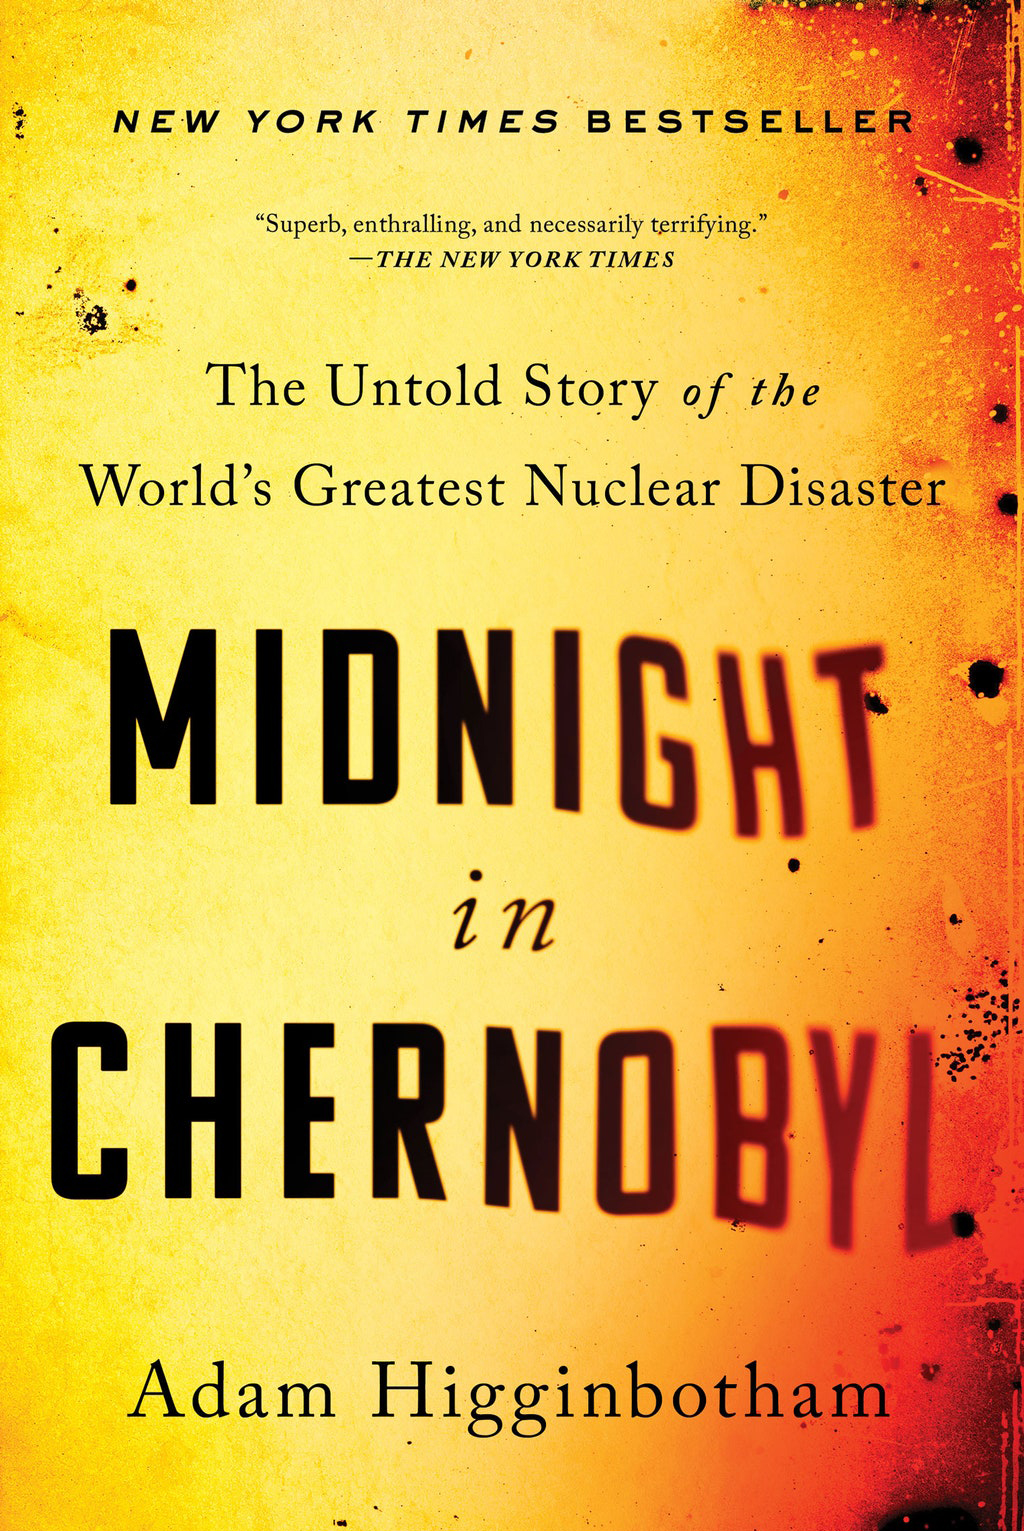 NEW YORK TIMES BESTSELLER
“Superb, enthralling, and necessarily terrifying.”
—THE NEW YORK TIMES
The Untold Story of the
World’s Greatest Nuclear Disaster
MIDNIGHT
in
CHERNOBYL
Adam Higginbotham